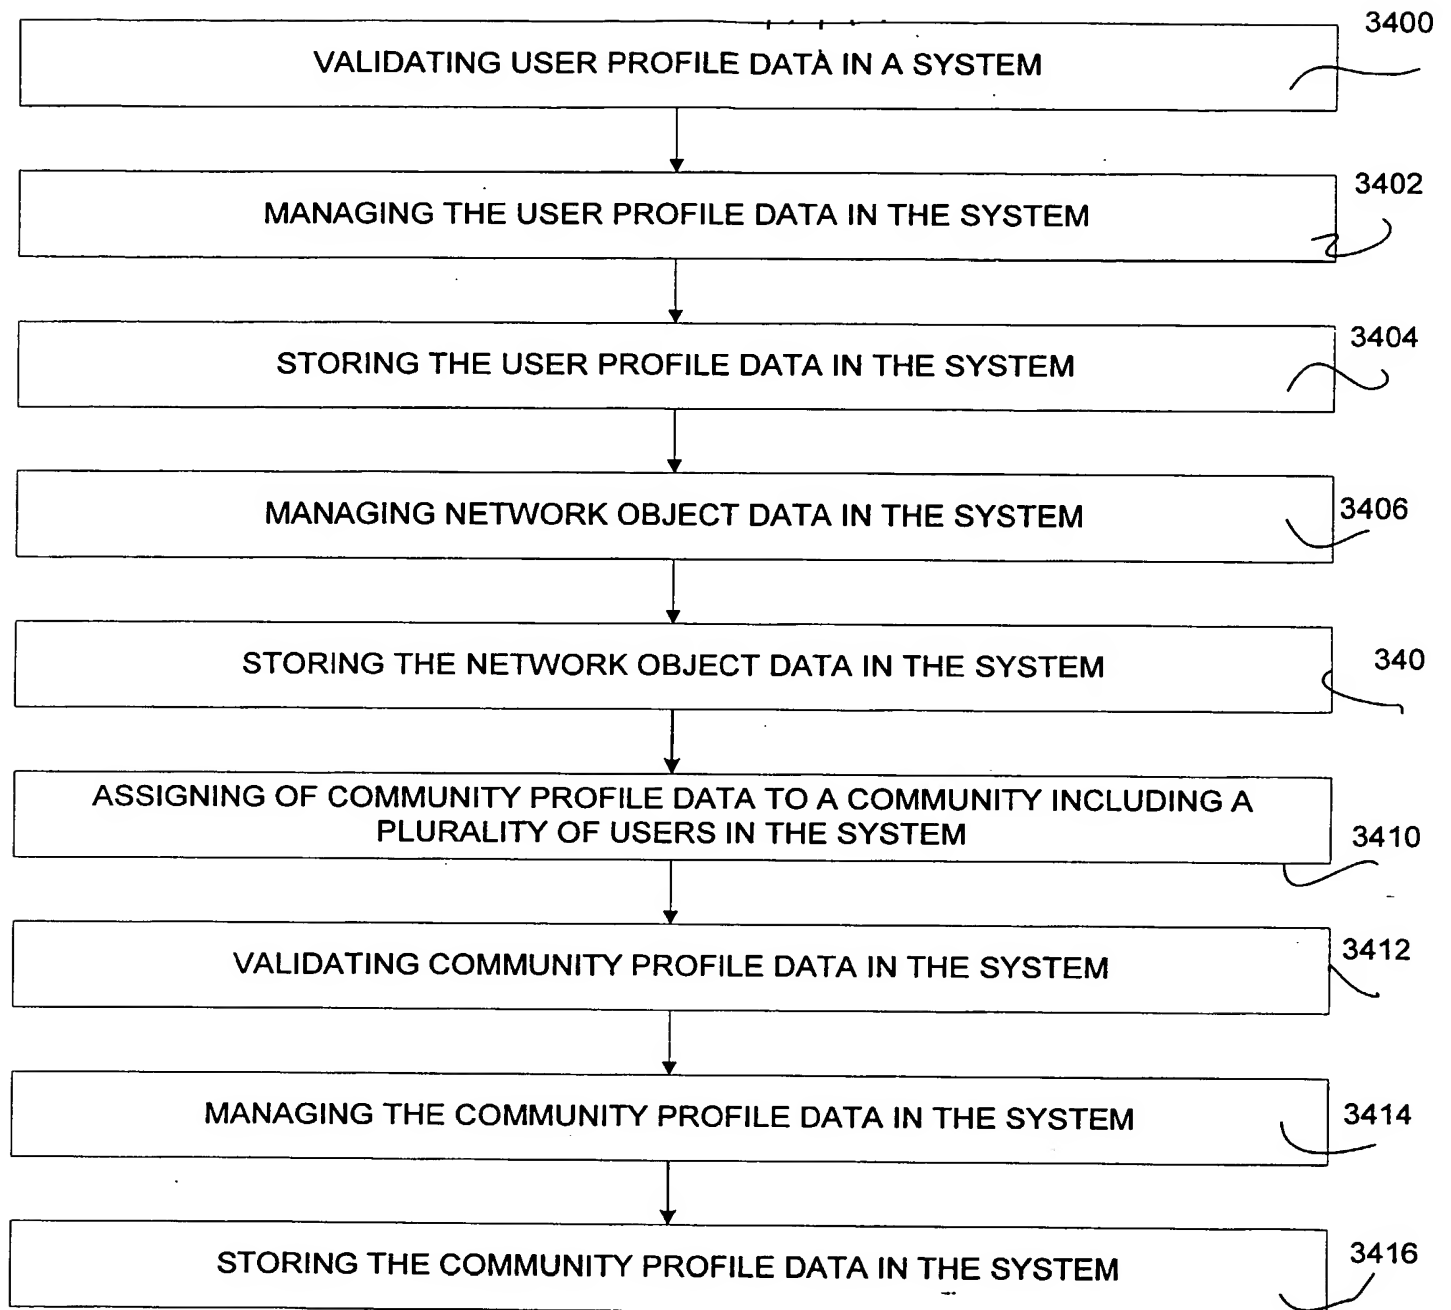 3400
VALIDATING USER PROFILE DATA IN A SYSTEM
3402
MANAGING THE USER PROFILE DATA IN THE SYSTEM
3404
STORING THE USER PROFILE DATA IN THE SYSTEM
3406
MANAGING NETWORK OBJECT DATA IN THE SYSTEM
340
STORING THE NETWORK OBJECT DATA IN THE SYSTEM
ASSIGNING OF COMMUNITY PROFILE DATA TO A COMMUNITY INCLUDING A
PLURALITY OF USERS IN THE SYSTEM
3410
3412
VALIDATING COMMUNITY PROFILE DATA IN THE SYSTEM
MANAGING THE COMMUNITY PROFILE DATA IN THE SYSTEM
3414
STORING THE COMMUNITY PROFILE DATA IN THE SYSTEM
3416